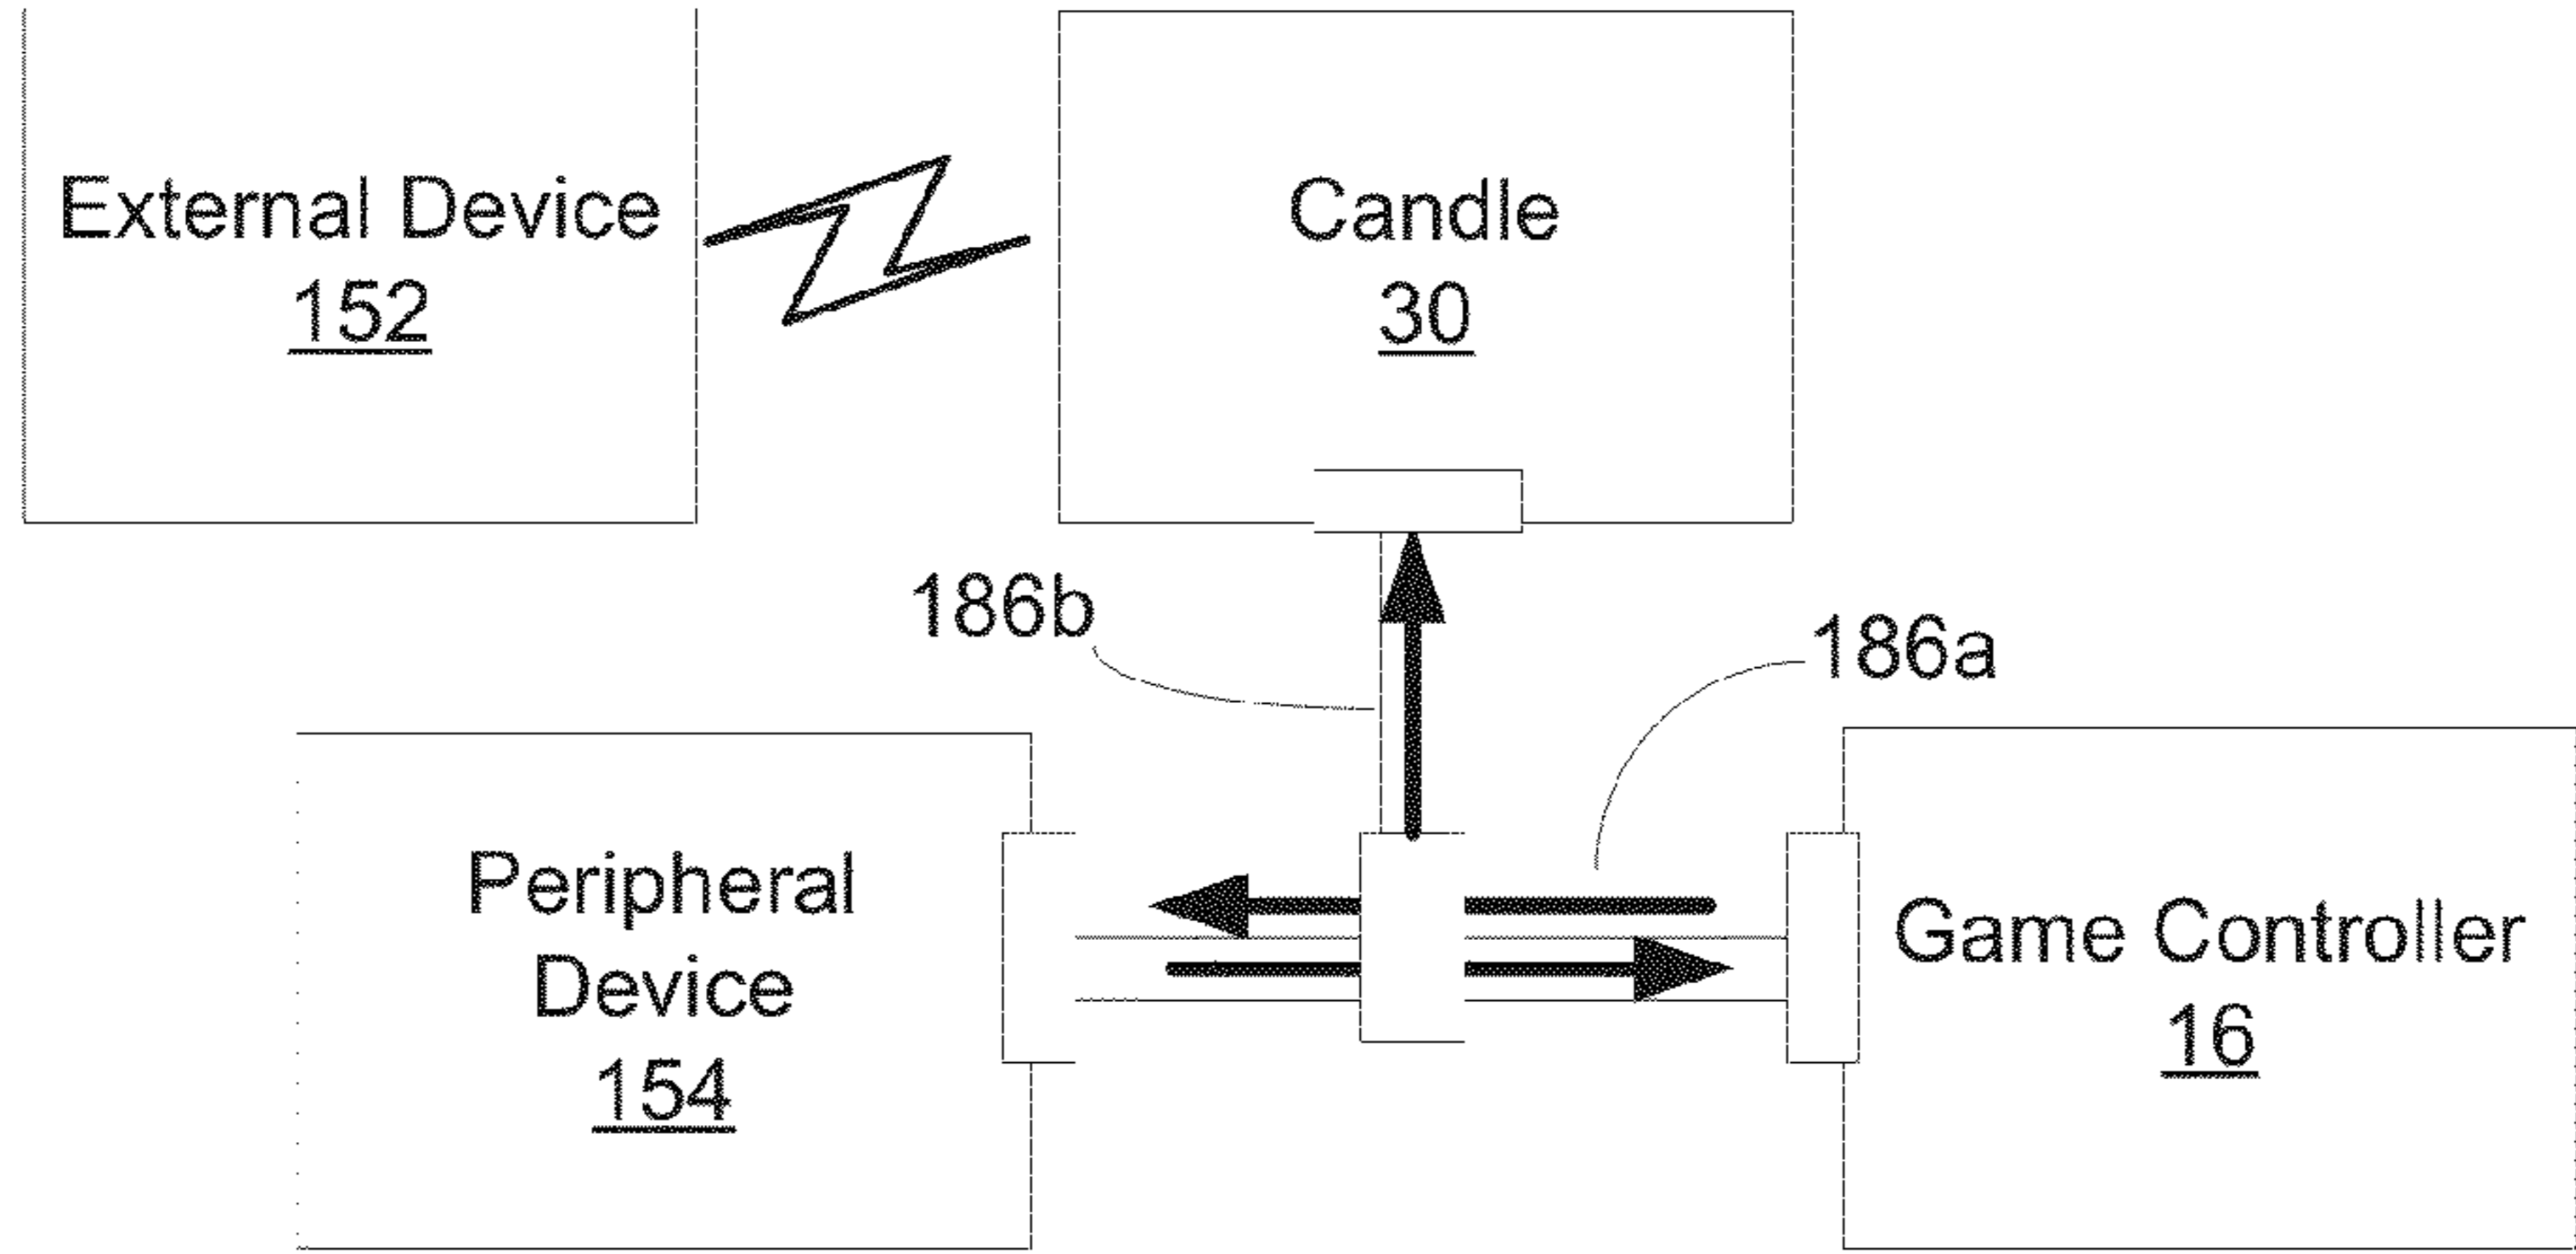 External Device
152
Candle
30
186b
186a
Peripheral
Device
154
Game Controller
16